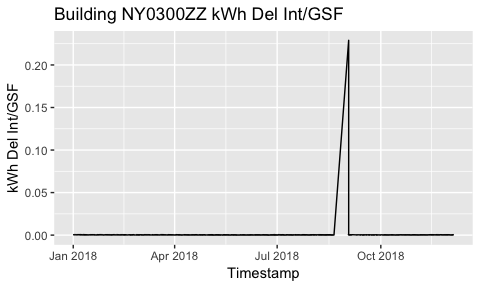 Building NY0300ZZ kWh Del Int/GSF
kWh Del Int/GSF
0.20
0.15
0.10
0.05
0.00
Jan 2018
Apr 2018
Jul 2018
Oct 2018
Timestamp